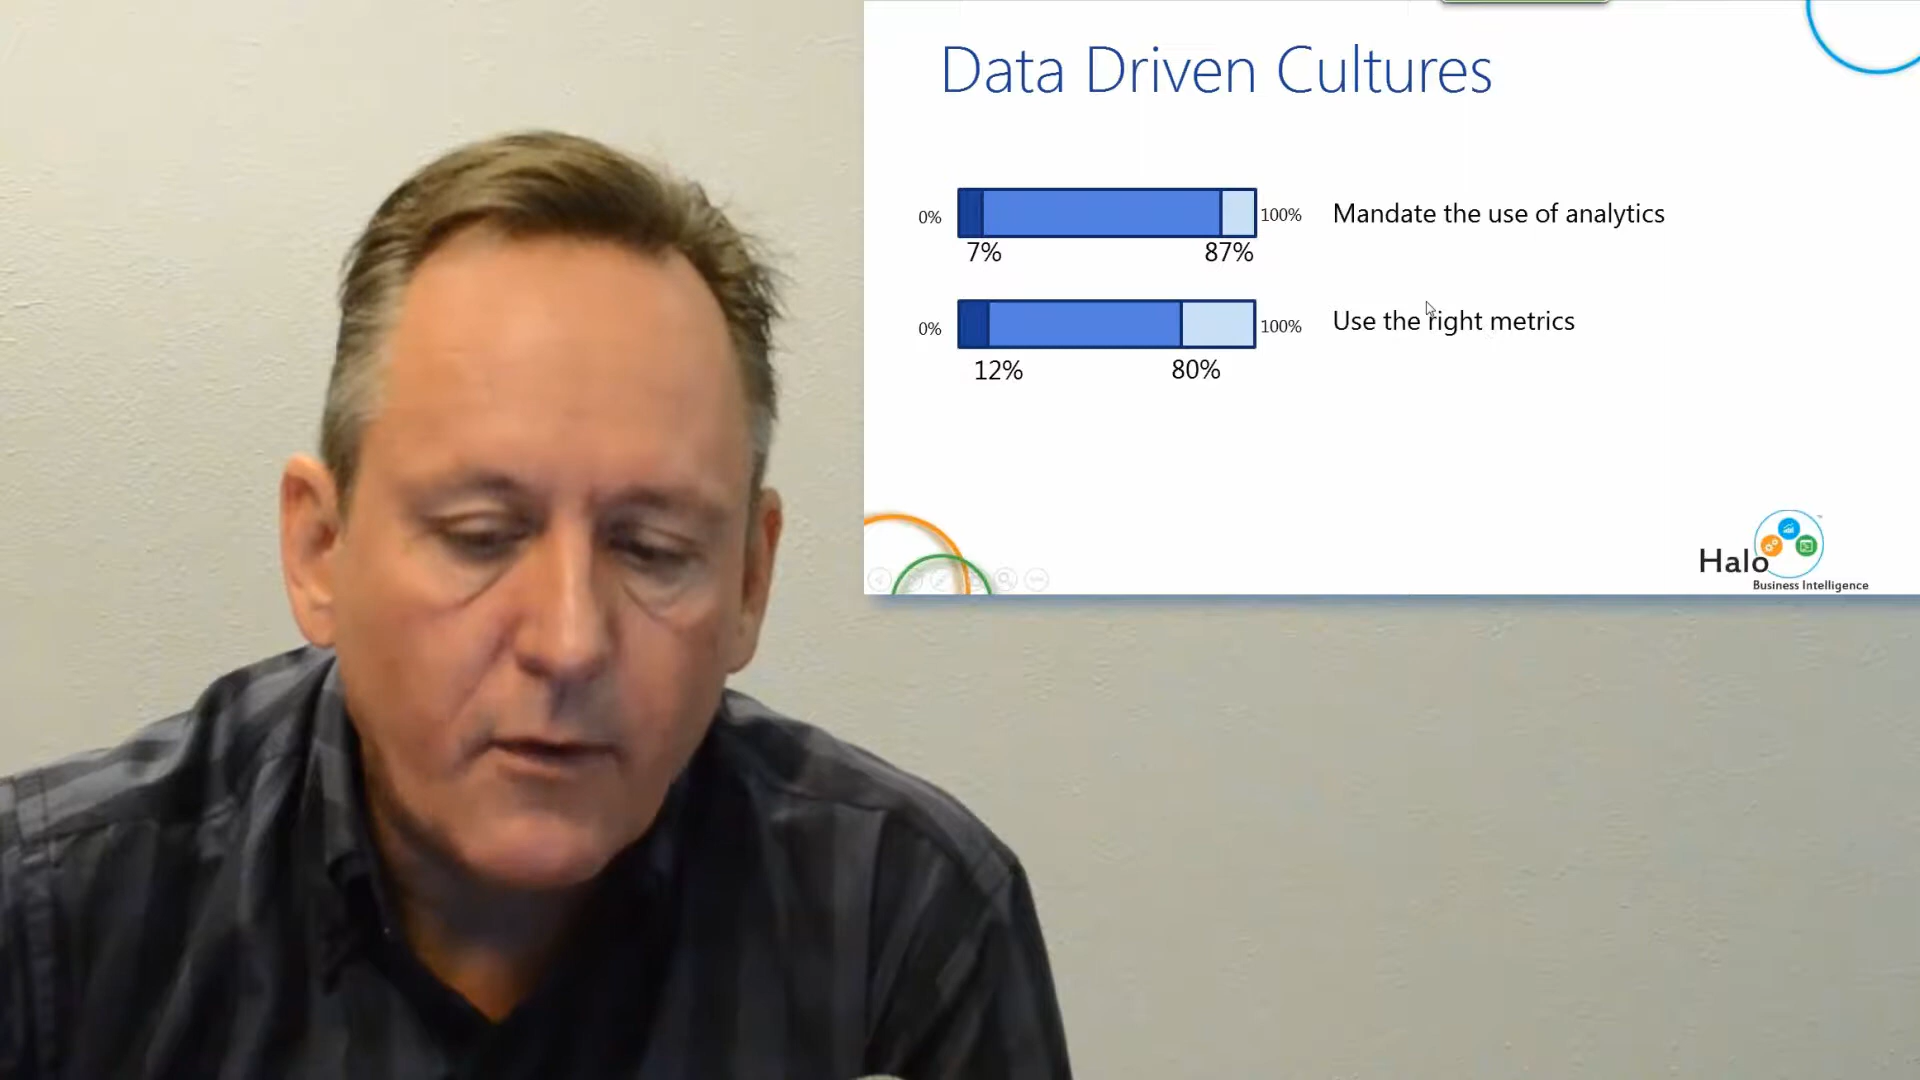 Data Driven Cultures
0%
100%
Mandate the use of analytics
7%
87%
0%
100%
Use the right metrics
12%
80%
Halo
Business Intelligence